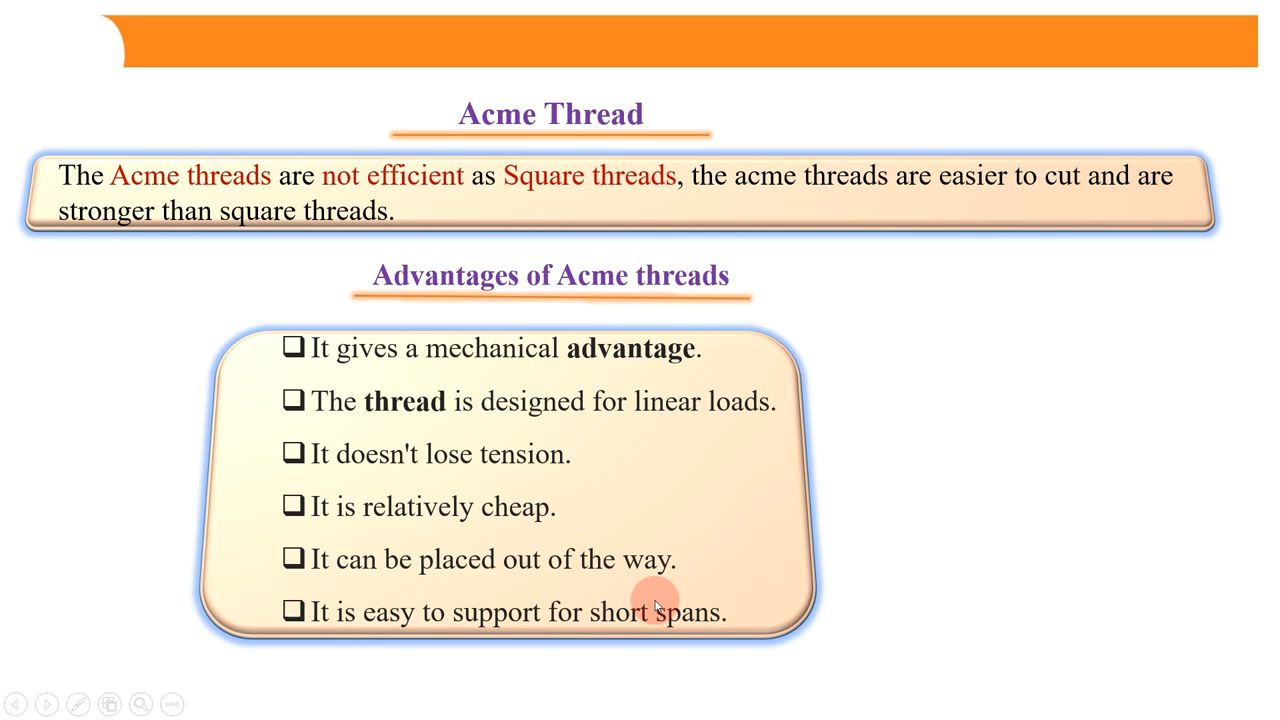 Acme Thread
The Acme threads are not efficient as Square threads, the acme threads are easier to cut and are
stronger than square threads.
Advantages of Acme threads
❑ It gives a mechanical advantage.
❑ The thread is designed for linear loads.
❑ It doesn't lose tension.
❑ It is relatively cheap.
❑ It can be placed out of the way.
❑ It is easy to support for short spans.